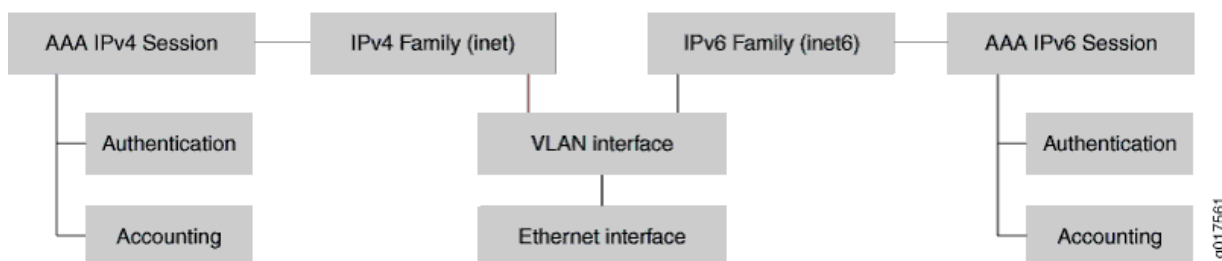 AAA IPv4 Session
IPv4 Family (inet)
IPv6 Family (inet6)
AAA IPv6 Session
Authentication
VLAN interface
Authentication
Accounting
Ethernet interface
Accounting
g017561